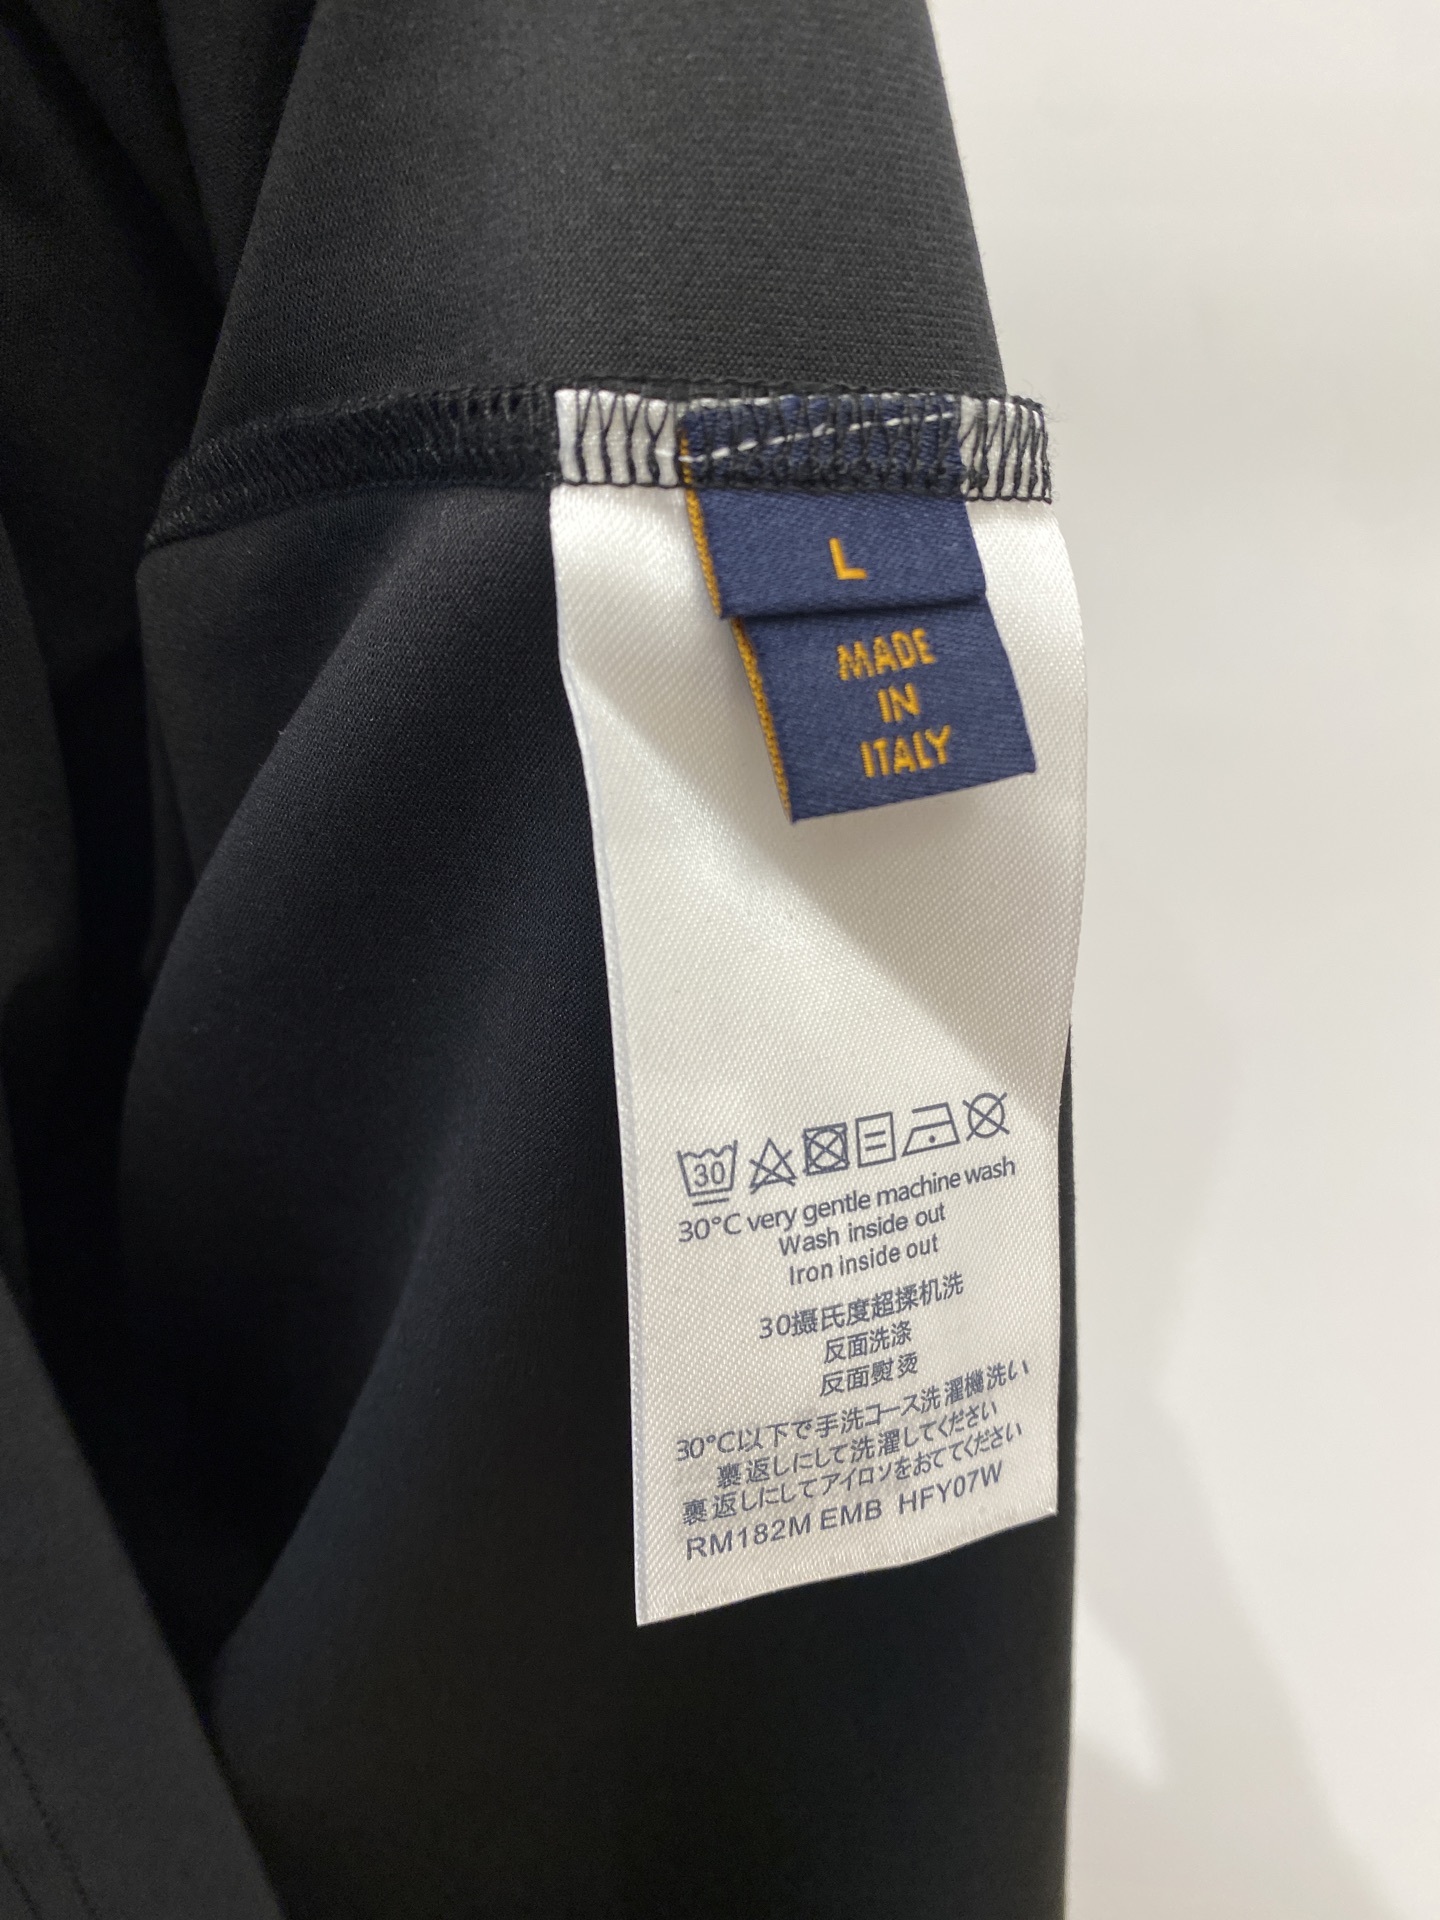 L
MADE
IN
ITALY
30
30°C very gentle machine wash
Wash inside out
Iron inside out
30摄氏度超揉机洗
反面洗涤
反面熨烫
30°C以下で手洗コース洗濯機洗い
裏返しにして洗濯してください
裏返しにしてアイロソをおててください
RM182M EMB HFY07W